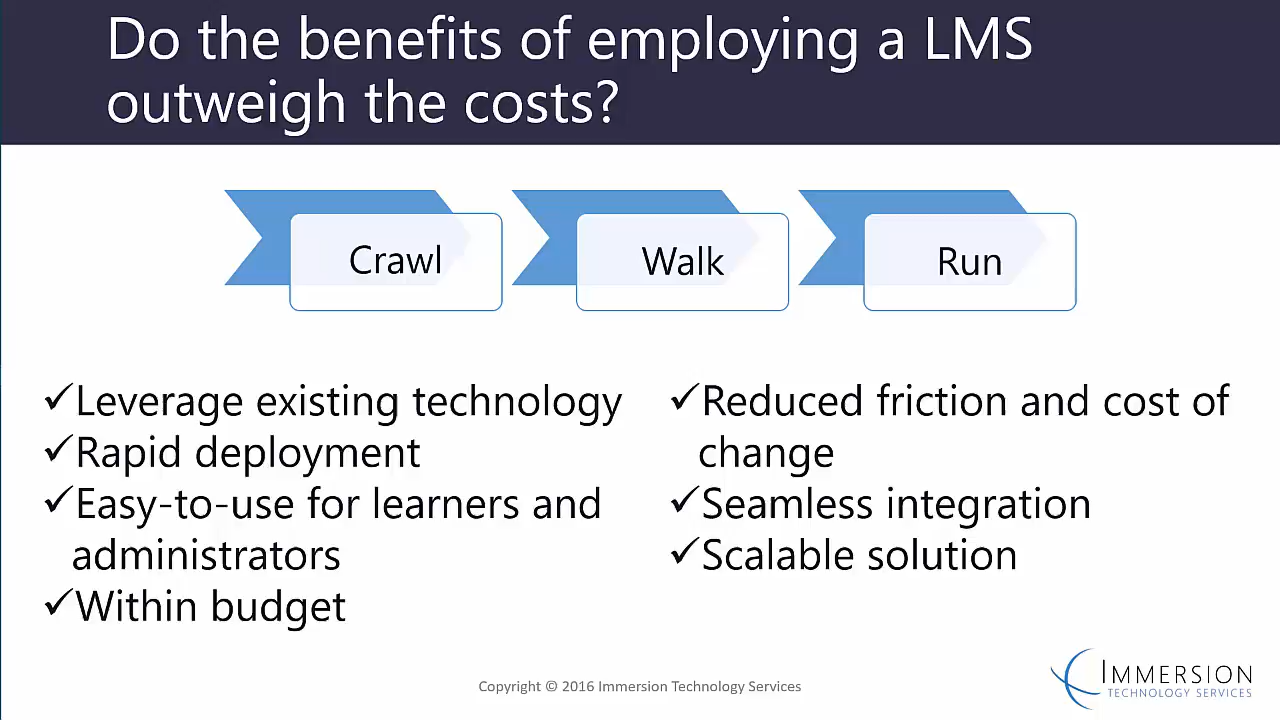 Do the benefits of employing a LMS
outweigh the costs?
Crawl
Walk
Run
✓Leverage existing technology
✓Rapid deployment
✓Easy-to-use for learners and
administrators
✓Within budget
✓Reduced friction and cost of
change
✓Seamless integration
✓Scalable solution
Copyright © 2016 Immersion Technology Services
IMMERSION
TECHNOLOGY SERVICES